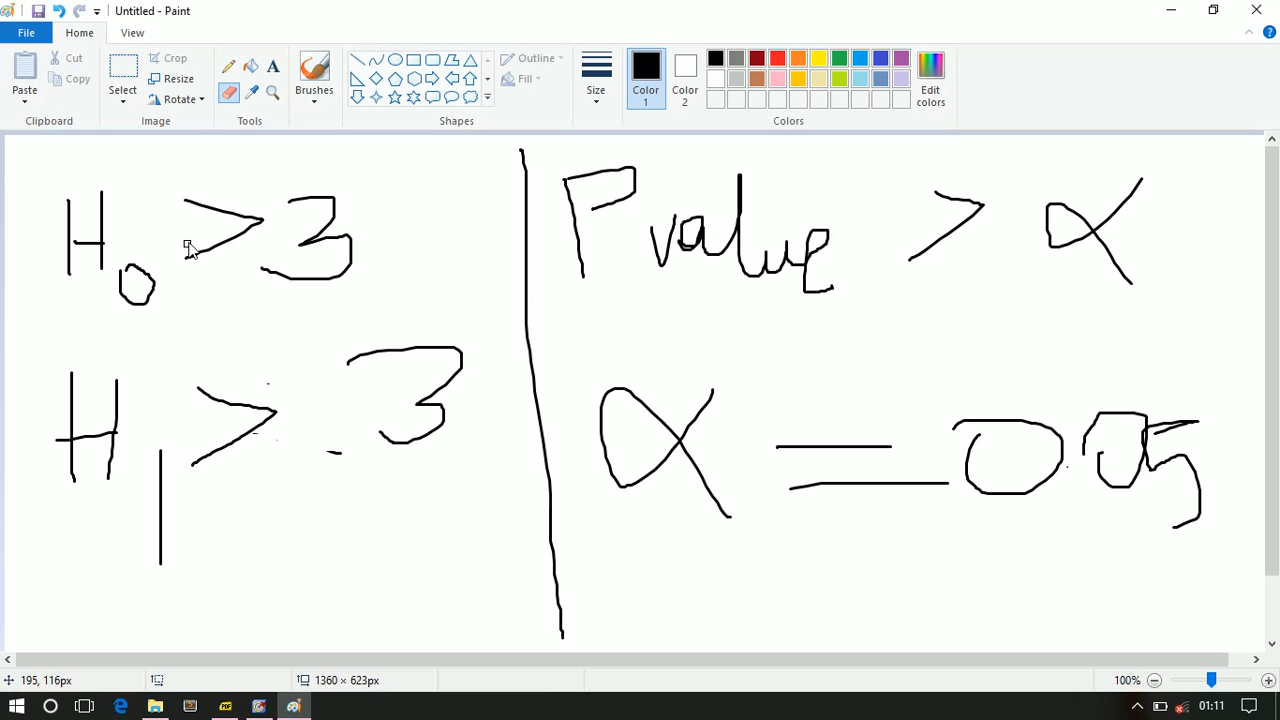 Untitled - Paint
File Home View
Paste Cut Copy Select Crop Resize Rotate Brushes Outline Fill Size Color 1 Color 2 Edit colors
Clipboard Image Tools Shapes Colors
H0 > 3
H1 > 3
P value > α
α = 0.05
195, 116px 1360 × 623px 100%
01:11